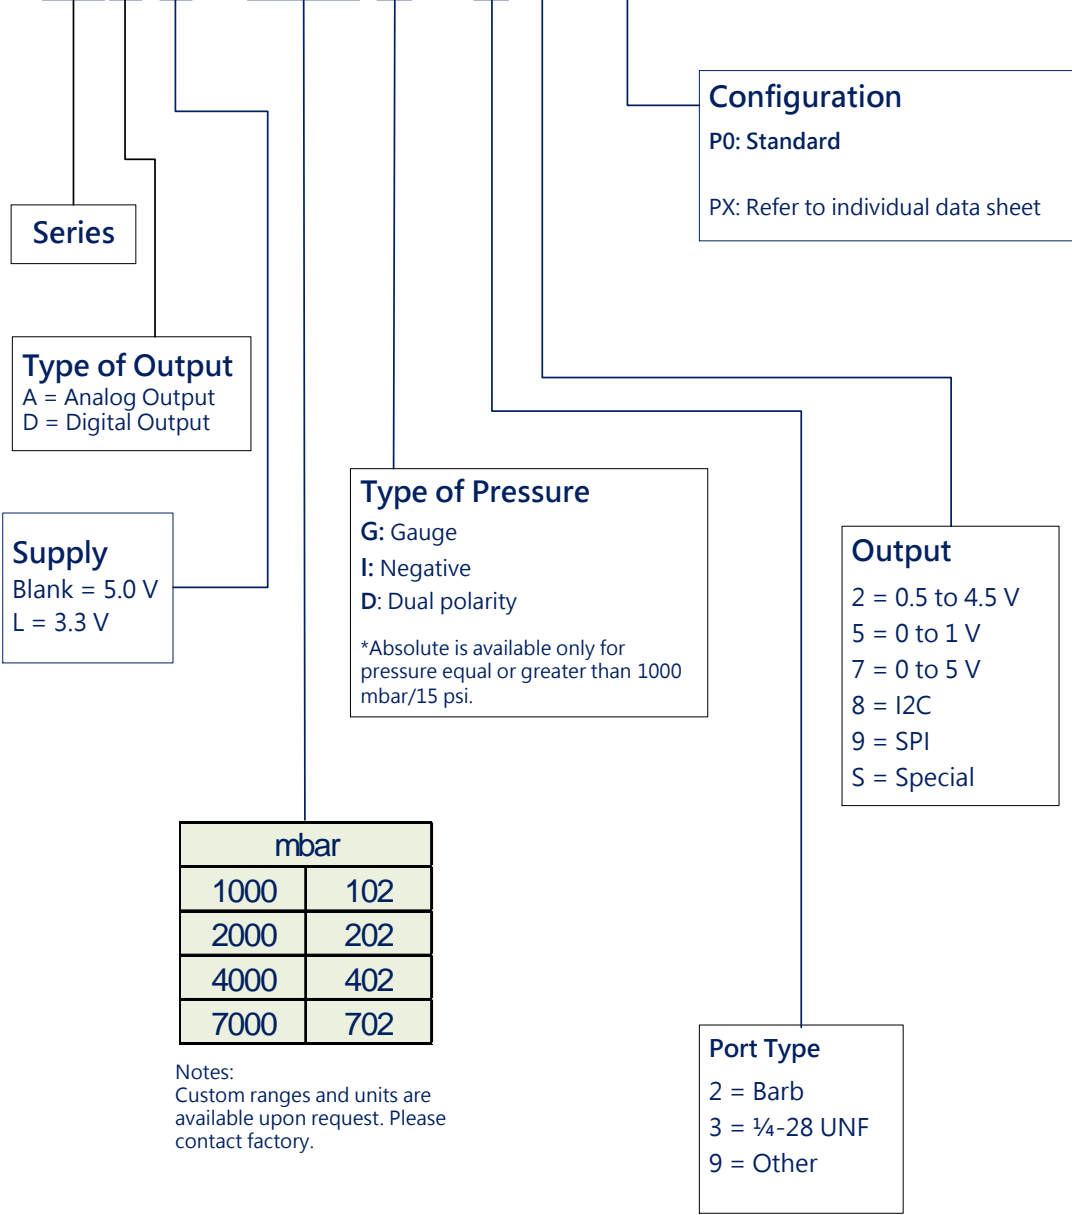 Configuration
P0: Standard
PX: Refer to individual data sheet
Series
Type of Output
A = Analog Output
D = Digital Output
Supply
Blank = 5.0 V
L = 3.3 V
Type of Pressure
G: Gauge
I: Negative
D: Dual polarity
*Absolute is available only for
pressure equal or greater than 1000
mbar/15 psi.
Output
2 = 0.5 to 4.5 V
5 = 0 to 1 V
7 = 0 to 5 V
8 = I2C
9 = SPI
S = Special
mbar
1000 102
2000 202
4000 402
7000 702
Notes:
Custom ranges and units are
available upon request. Please
contact factory.
Port Type
2 = Barb
3 = ¼-28 UNF
9 = Other